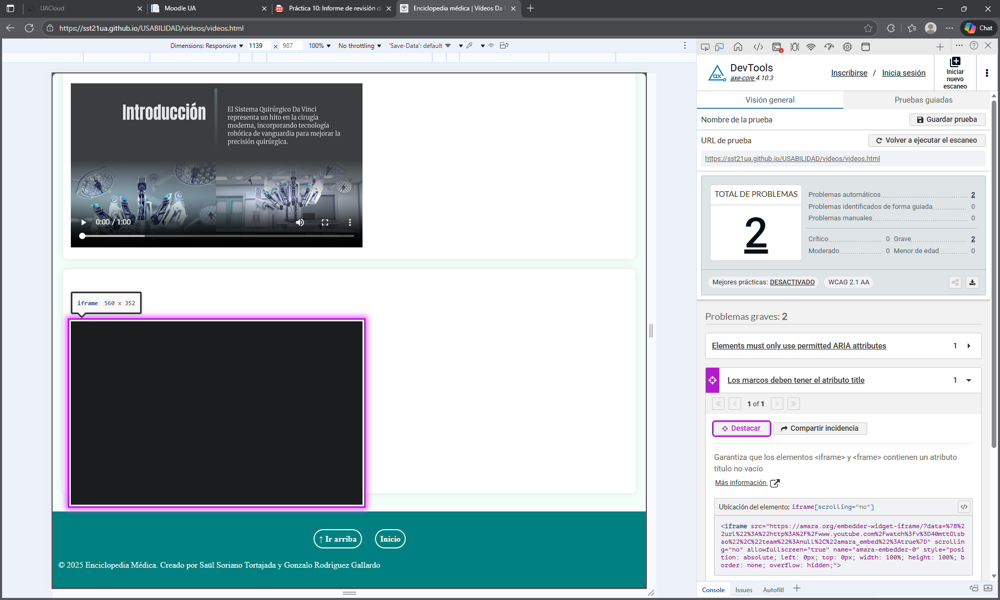 UACloud
Moodle UA
Práctica 10: Informe de revisión d
Enciclopedia médica | Vídeos Da V
https://sst21ua.github.io/USABILIDAD/videos/videos.html
Chat
Dimensions: Responsive 1139 × 987 100% No throttling 'Save-Data': default
Introducción
El Sistema Quirúrgico Da Vinci
representa un hito en la cirugía
moderna, incorporando tecnología
robótica de vanguardia para mejorar la
precisión quirúrgica.
0:00 / 1:00
iframe 560 x 352
↑ Ir arriba
Inicio
© 2025 Enciclopedia Médica. Creado por Saül Soriano Tortajada y Gonzalo Rodríguez Gallardo
ax
DevTools
axe-core 4.10.3
Inscribirse / Inicia sesión
Iniciar
nuevo
escaneo
Visión general
Pruebas guiadas
Nombre de la prueba
Guardar prueba
URL de prueba
Volver a ejecutar el escaneo
https://sst21ua.github.io/USABILIDAD/videos/videos.html
TOTAL DE PROBLEMAS
2
Problemas automáticos 2
Problemas identificados de forma guiada 0
Problemas manuales 0
Crítico 0 Grave 2
Moderado 0 Menor de edad 0
Mejores prácticas: DESACTIVADO
WCAG 2.1 AA
Problemas graves: 2
Elements must only use permitted ARIA attributes 1
Los marcos deben tener el atributo title 1
1 of 1
Destacar
Compartir incidencia
Garantiza que los elementos <iframe> y <frame> contienen un atributo
título no vacío
Más información
Ubicación del elemento: iframe[scrolling="no"]
</>
<iframe src="https://amara.org/embedder-widget-iframe/?data=%7B%2
2url%22%3A%22http%3A%2F%2Fwww.youtube.com%2Fwatch%3Fv%3D40mttOlsb
ao%22%2C%22team%22%3Anull%2C%22amara_embed%22%3Atrue%7D" scrollin
g="no" allowfullscreen="true" name="amara-embedder-0" style="posi
tion: absolute; left: 0px; top: 0px; width: 100%; height: 100%; b
order: none; overflow: hidden;">
Console
Issues
Autofill